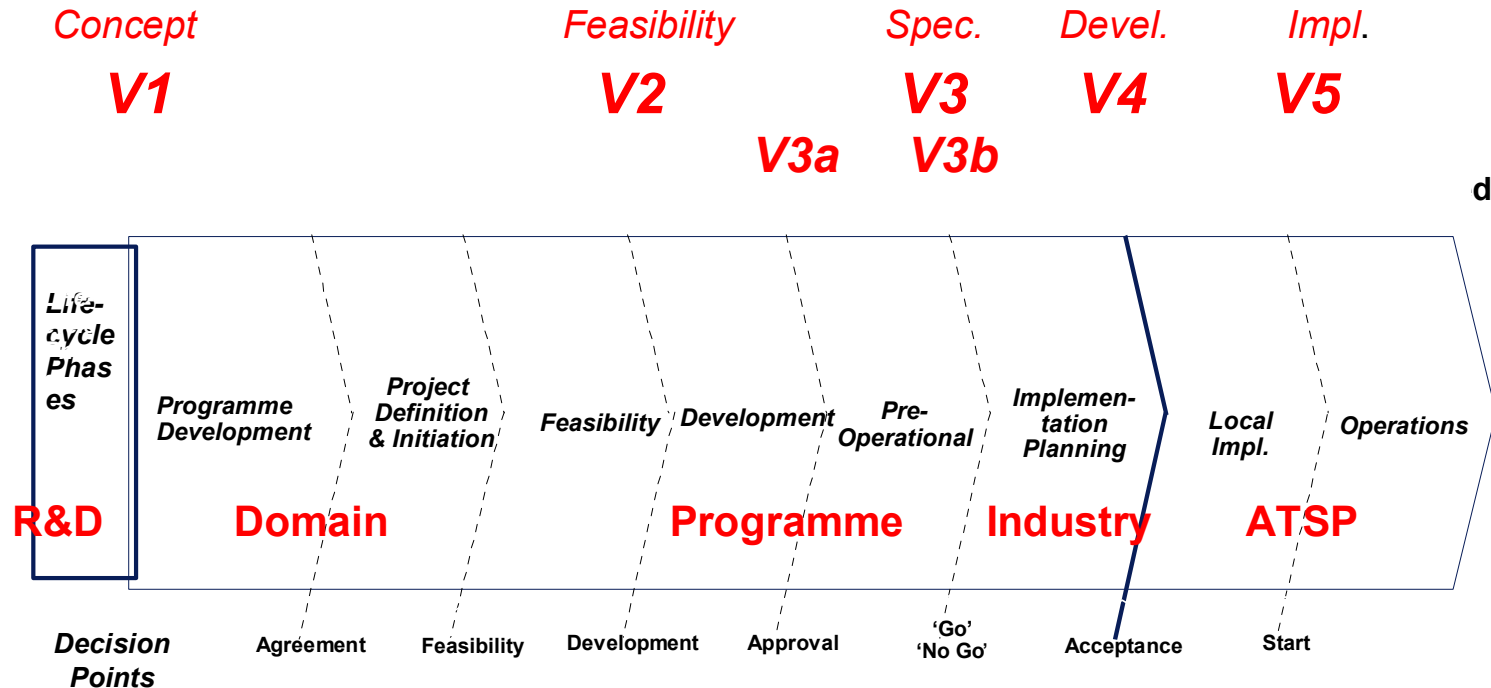 Concept Feasibility Spec. Devel. Impl.
V1 V2 V3 V4 V5
V3a V3b
d
Life-
cycle
Phas
es
Programme
Development
Project
Definition
& Initiation
Feasibility
Development
Pre-
Operational
Implemen-
tation
Planning
Local
Impl.
Operations
R&D Domain Programme Industry ATSP
Decision
Points
Agreement
Feasibility
Development
Approval
‘Go’
‘No Go’
Acceptance
Start